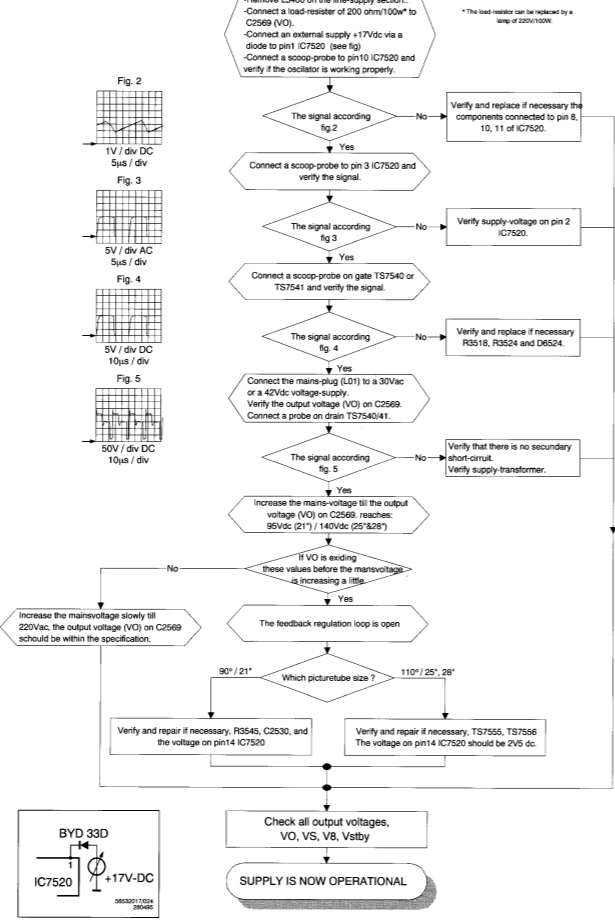 -Connect a load-resister of 200 ohm/100w* to
C2569 (VO).
-Connect an external supply +17Vdc via a
diode to pin1 IC7520 (see fig)
-Connect a scoop-probe to pin10 IC7520 and
verify if the oscilator is working properly.
* The load-resistor can be replaced by a
lamp of 220V/100W.
Fig. 2
1V / div DC
5µs / div
The signal according
fig.2
No
Verify and replace if necessary the
components connected to pin 8,
10, 11 of IC7520.
Yes
Connect a scoop-probe to pin 3 IC7520 and
verify the signal.
Fig. 3
5V / div AC
5µs / div
The signal according
fig 3
No
Verify supply-voltage on pin 2
IC7520.
Yes
Connect a scoop-probe on gate TS7540 or
TS7541 and verify the signal.
Fig. 4
5V / div DC
10µs / div
The signal according
fig. 4
No
Verify and replace if necessary
R3518, R3524 and D6524.
Yes
Connect the mains-plug (L01) to a 30Vac
or a 42Vdc voltage-supply.
Verify the output voltage (VO) on C2569.
Connect a probe on drain TS7540/41.
Fig. 5
50V / div DC
10µs / div
The signal according
fig. 5
No
Verify that there is no secundary
short-cirruit.
Verify supply-transformer.
Yes
Increase the mains-voltage till the output
voltage (VO) on C2569. reaches:
95Vdc (21") / 140Vdc (25"&28")
If VO is exiding
these values before the mansvoltage
is increasing a little.
No
Yes
Increase the mainsvoltage slowly till
220Vac, the output voltage (VO) on C2569
schould be within the specification.
The feedback regulation loop is open
Which picturetube size ?
90° / 21"
110° / 25", 28"
Verify and repair if necessary, R3545, C2530, and
the voltage on pin14 IC7520
Verify and repair if necessary, TS7555, TS7556
The voltage on pin14 IC7520 should be 2V5 dc.
Check all output voltages,
VO, VS, V8, Vstby
SUPPLY IS NOW OPERATIONAL
BYD 33D
1
IC7520
+17V-DC
56532017/024
280495